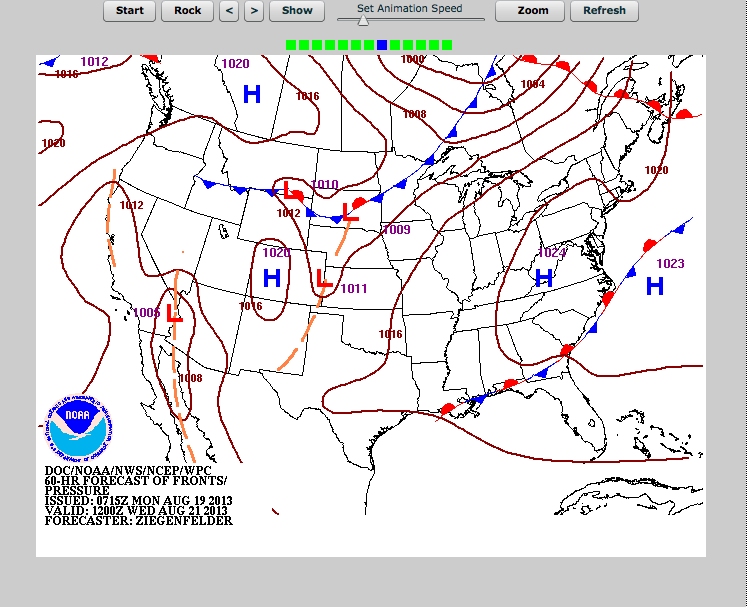 Start Rock < > Show Set Animation Speed Zoom Refresh
1012
1016
1020
H
1016
1000
1008
1004
1020
1020
1012
L 1010
1012
L
1009
1020
H
1016
L
1011
1024
H
1023
H
1005
L
1016
1008
NOAA
DOC/NOAA/NWS/NCEP/WPC
60-HR FORECAST OF FRONTS/
PRESSURE
ISSUED: 0715Z MON AUG 19 2013
VALID: 1200Z WED AUG 21 2013
FORECASTER: ZIEGENFELDER